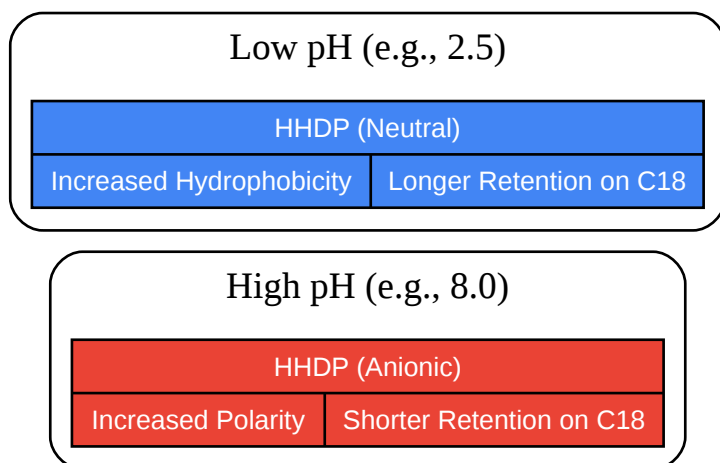 Low pH (e.g., 2.5)
HHDP (Neutral)
Increased Hydrophobicity
Longer Retention on C18
High pH (e.g., 8.0)
HHDP (Anionic)
Increased Polarity
Shorter Retention on C18